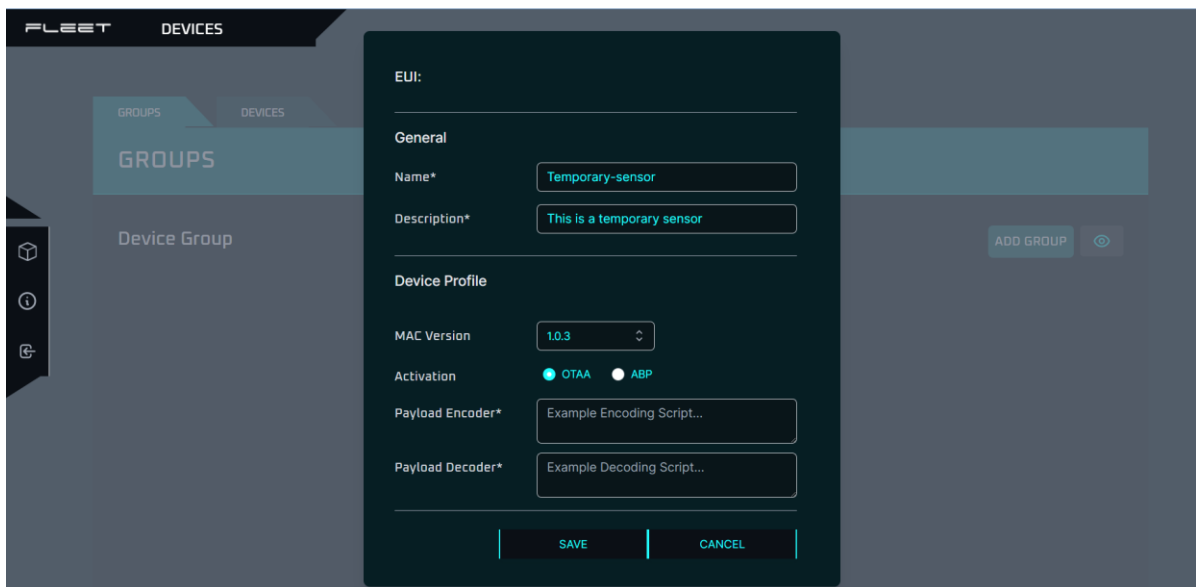 FLEET DEVICES
GROUPS DEVICES
GROUPS
Device Group
ADD GROUP
EUI:
General
Name* Temporary-sensor
Description* This is a temporary sensor
Device Profile
MAC Version 1.0.3
Activation OTAA ABP
Payload Encoder* Example Encoding Script...
Payload Decoder* Example Decoding Script...
SAVE CANCEL